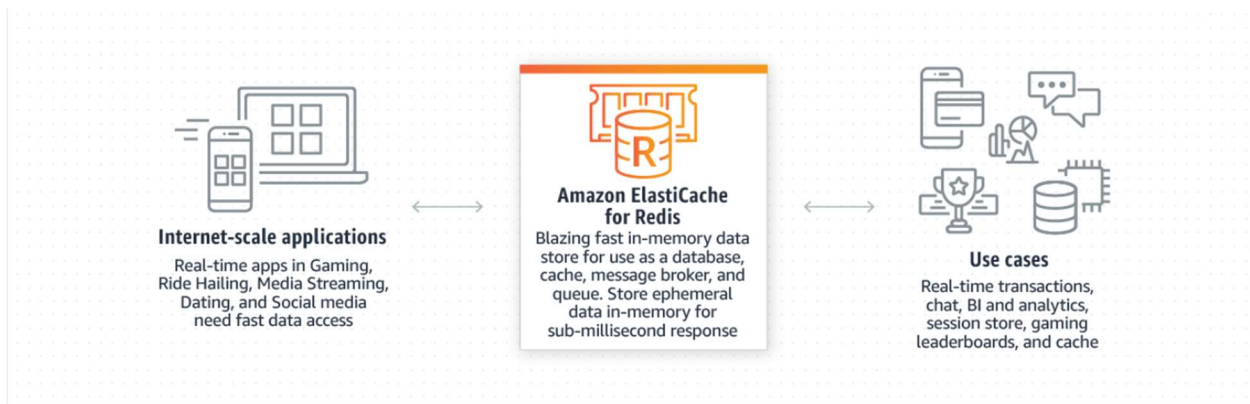 Internet-scale applications
Real-time apps in Gaming,
Ride Hailing, Media Streaming,
Dating, and Social media
need fast data access
R
Amazon ElastiCache
for Redis
Blazing fast in-memory data
store for use as a database,
cache, message broker, and
queue. Store ephemeral
data in-memory for
sub-millisecond response
Use cases
Real-time transactions,
chat, BI and analytics,
session store, gaming
leaderboards, and cache